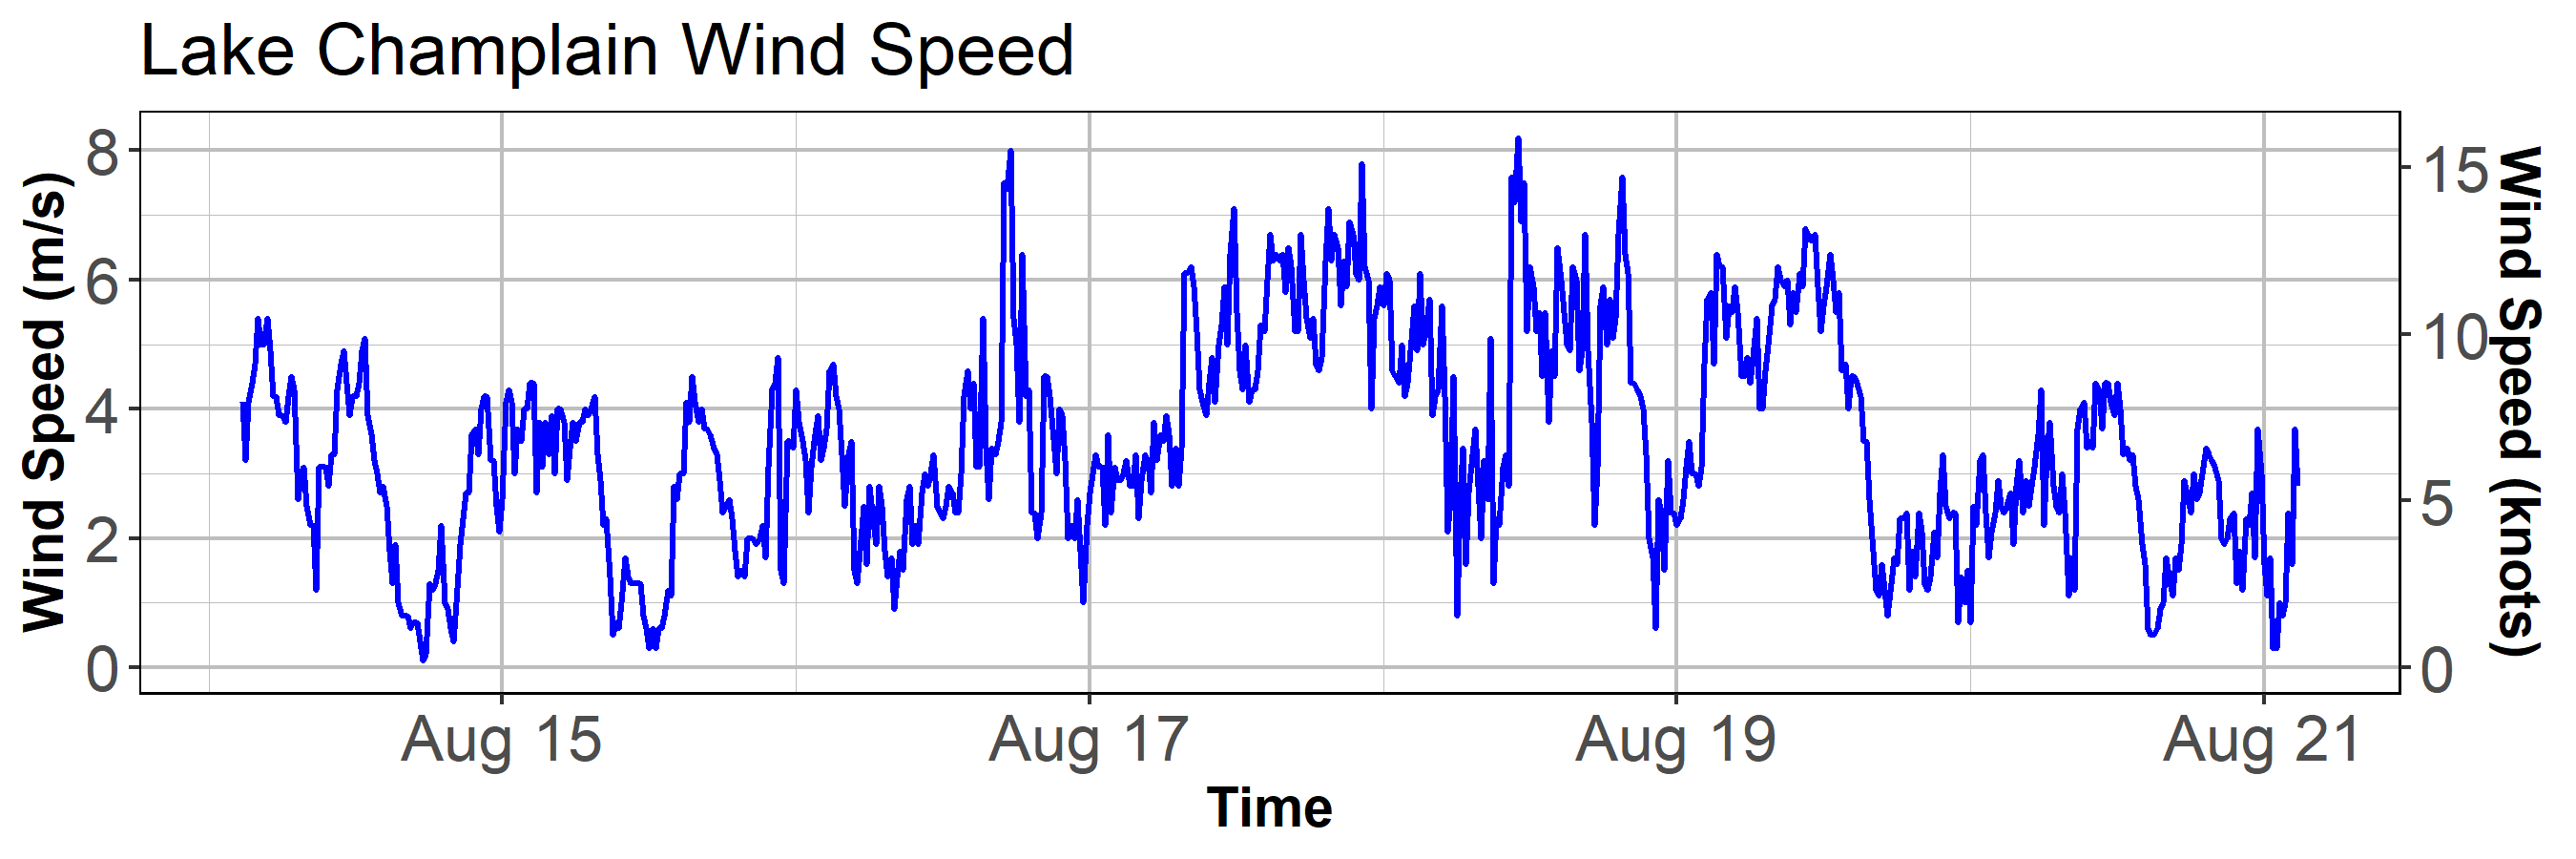 Lake Champlain Wind Speed
Wind Speed (m/s)
8
6
4
2
0
15
10
5
0
Wind Speed (knots)
Aug 15 Aug 17 Aug 19 Aug 21
Time